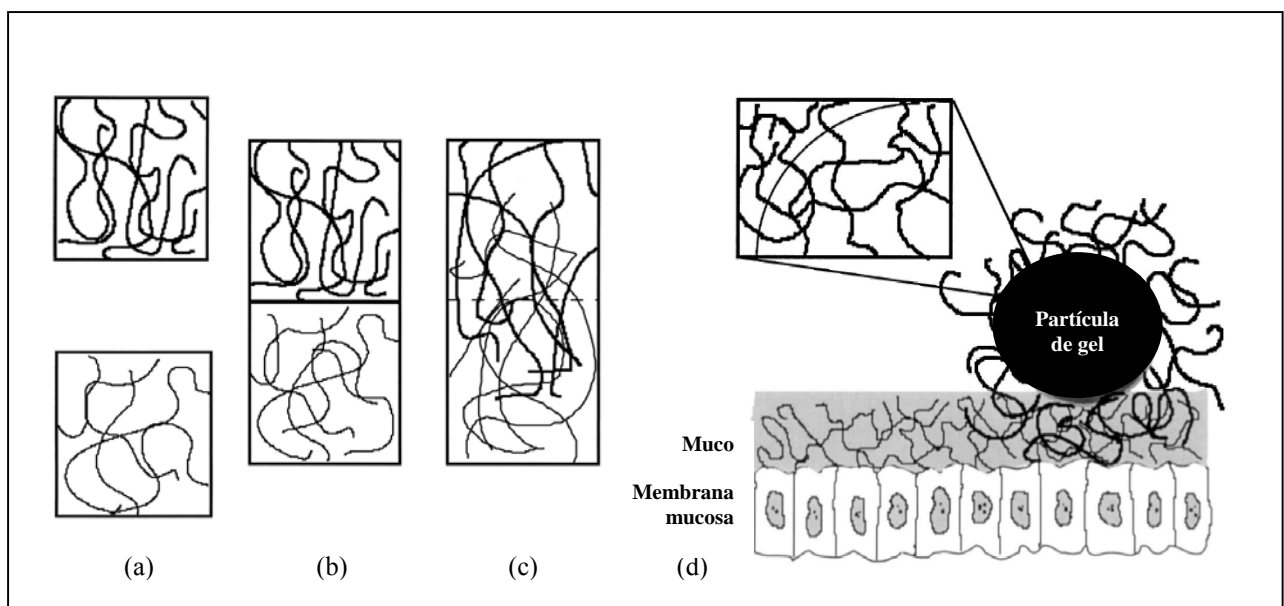 Partícula
de gel
Muco
Membrana
mucosa
(a)
(b)
(c)
(d)